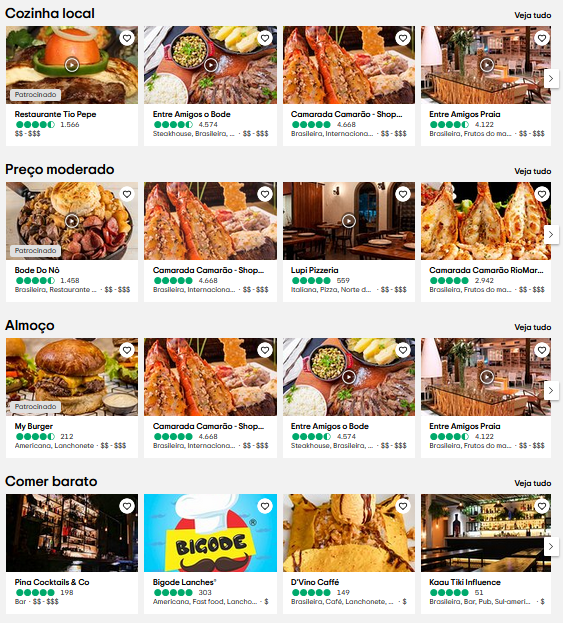 Cozinha local
Veja tudo
Patrocinado
Restaurante Tio Pepe
1.566
$$ - $$$
Entre Amigos o Bode
4.574
Steakhouse, Brasileira, ... · $$ - $$$
Camarada Camarão - Shop...
4.668
Brasileira, Internaciona... · $$ - $$$
Entre Amigos Praia
4.122
Brasileira, Frutos do ma... · $$ - $$$
Preço moderado
Veja tudo
Patrocinado
Bode Do Nô
1.458
Brasileira, Restaurante ... · $$ - $$$
Camarada Camarão - Shop...
4.668
Brasileira, Internaciona... · $$ - $$$
Lupi Pizzeria
559
Italiana, Pizza, Norte d... · $$ - $$$
Camarada Camarão RioMar...
2.942
Brasileira, Frutos do ma... · $$ - $$$
Almoço
Veja tudo
Patrocinado
My Burger
212
Americana, Lanchonete · $$ - $$$
Camarada Camarão - Shop...
4.668
Brasileira, Internaciona... · $$ - $$$
Entre Amigos o Bode
4.574
Steakhouse, Brasileira, ... · $$ - $$$
Entre Amigos Praia
4.122
Brasileira, Frutos do ma... · $$ - $$$
Comer barato
Veja tudo
Pina Cocktails & Co
198
Bar · $$ - $$$
BIGODE®
Bigode Lanches®
303
Americana, Fast food, Lancho... · $
D'Vino Caffé
149
Brasileira, Café, Lanchonete, ... · $
Kaau Tiki Influence
51
Brasileira, Bar, Pub, Sul-ameri... · $